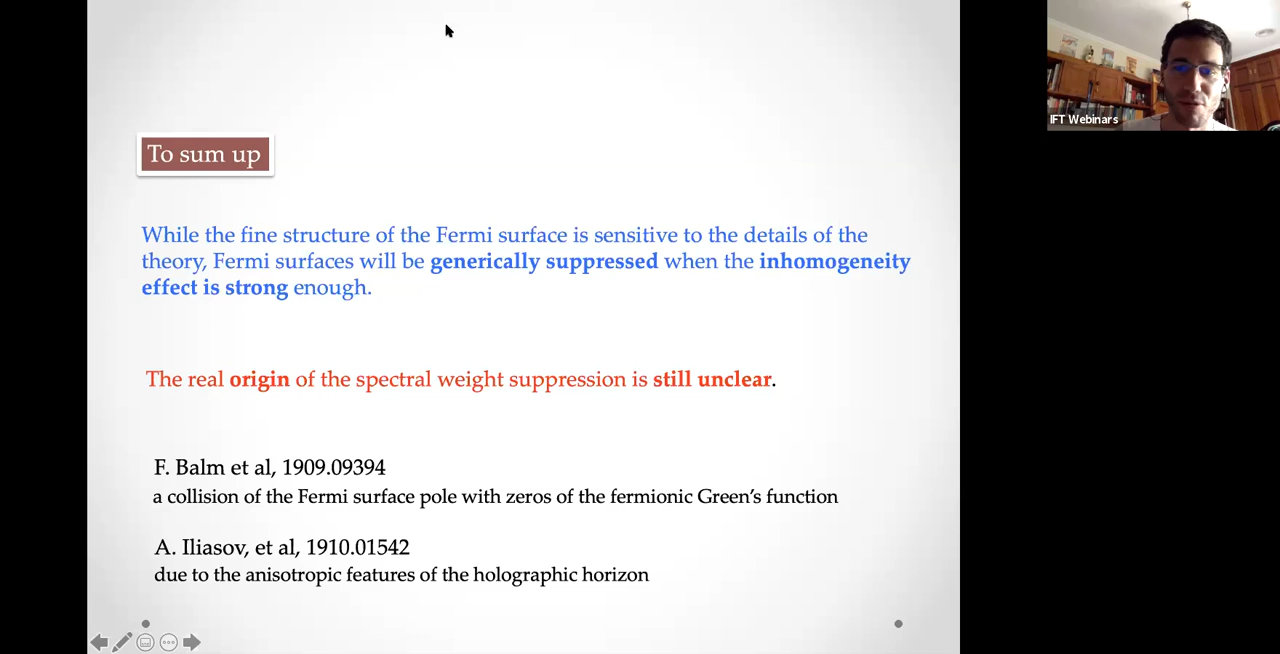 IFT Webinars
To sum up
While the fine structure of the Fermi surface is sensitive to the details of the
theory, Fermi surfaces will be generically suppressed when the inhomogeneity
effect is strong enough.
The real origin of the spectral weight suppression is still unclear.
F. Balm et al, 1909.09394
a collision of the Fermi surface pole with zeros of the fermionic Green’s function
A. Iliasov, et al, 1910.01542
due to the anisotropic features of the holographic horizon